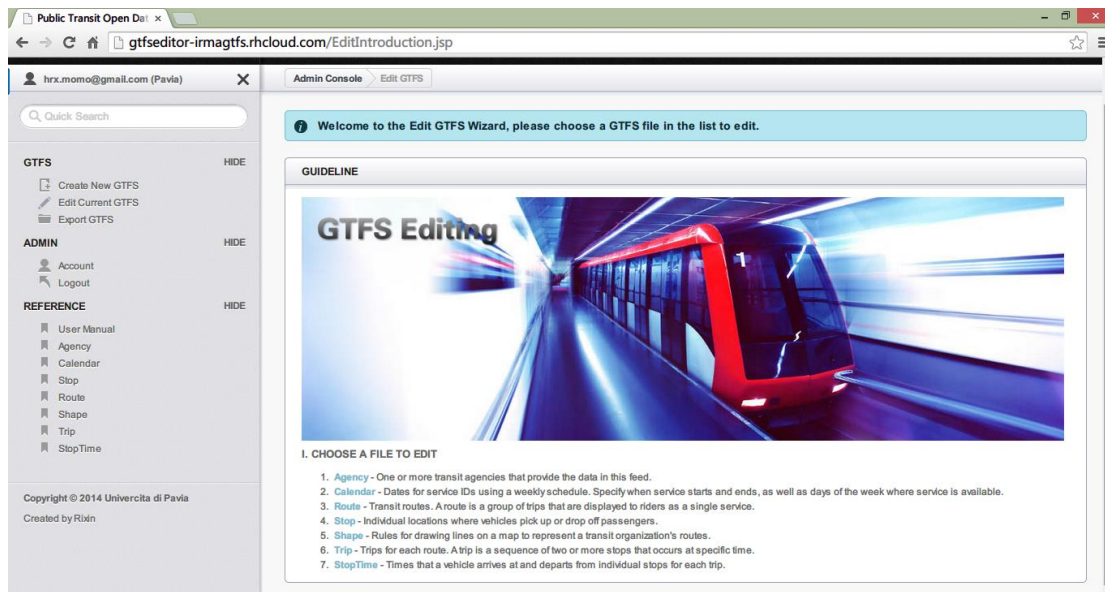 Public Transit Open Dat
gtfseditor-irmagtfs.rhcloud.com/EditIntroduction.jsp
hrx.momo@gmail.com (Pavia)
Quick Search
GTFS HIDE
Create New GTFS
Edit Current GTFS
Export GTFS
ADMIN HIDE
Account
Logout
REFERENCE HIDE
User Manual
Agency
Calendar
Stop
Route
Shape
Trip
StopTime
Copyright © 2014 Univercita di Pavia
Created by Rixin
Admin Console Edit GTFS
Welcome to the Edit GTFS Wizard, please choose a GTFS file in the list to edit.
GUIDELINE
GTFS Editing
1
I. CHOOSE A FILE TO EDIT
1. Agency - One or more transit agencies that provide the data in this feed.
2. Calendar - Dates for service IDs using a weekly schedule. Specify when service starts and ends, as well as days of the week where service is available.
3. Route - Transit routes. A route is a group of trips that are displayed to riders as a single service.
4. Stop - Individual locations where vehicles pick up or drop off passengers.
5. Shape - Rules for drawing lines on a map to represent a transit organization's routes.
6. Trip - Trips for each route. A trip is a sequence of two or more stops that occurs at specific time.
7. StopTime - Times that a vehicle arrives at and departs from individual stops for each trip.